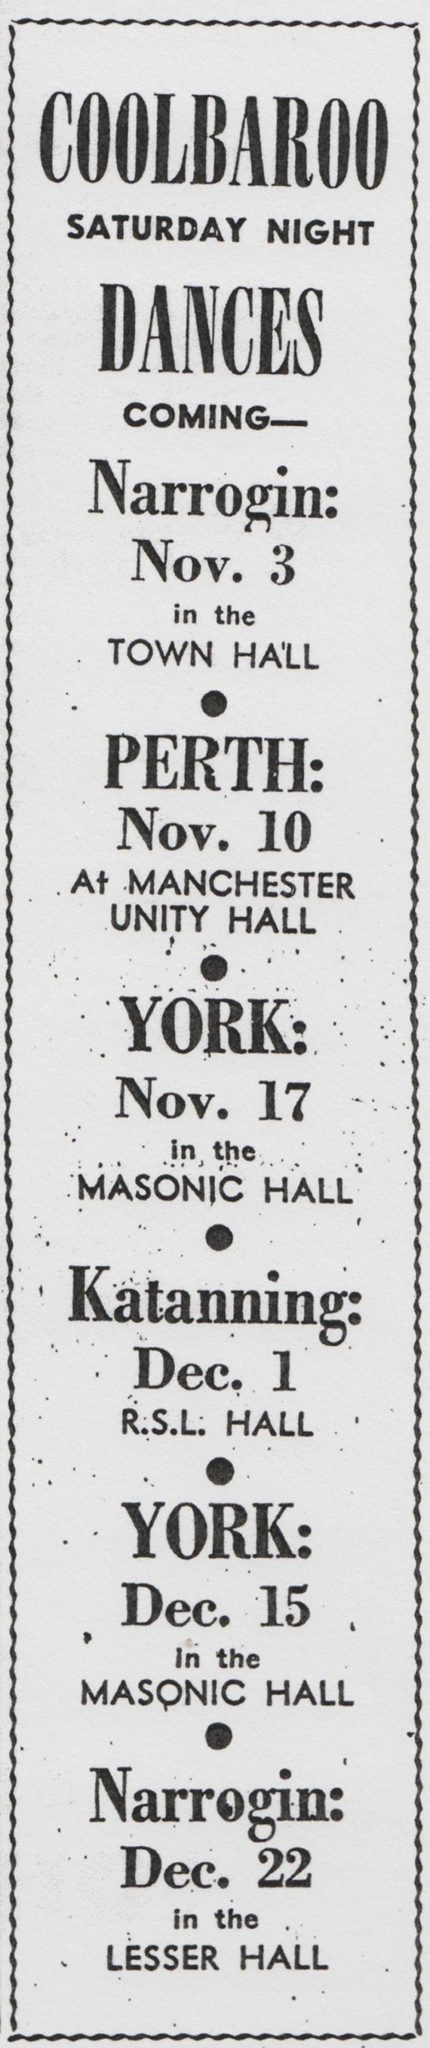 COOLBAROO
SATURDAY NIGHT
DANCES
COMING—
Narrogin:
Nov. 3
in the
TOWN HALL
PERTH:
Nov. 10
At MANCHESTER
UNITY HALL
YORK:
Nov. 17
in the
MASONIC HALL
Katanning:
Dec. 1
R.S.L. HALL
YORK:
Dec. 15
in the
MASONIC HALL
Narrogin:
Dec. 22
in the
LESSER HALL